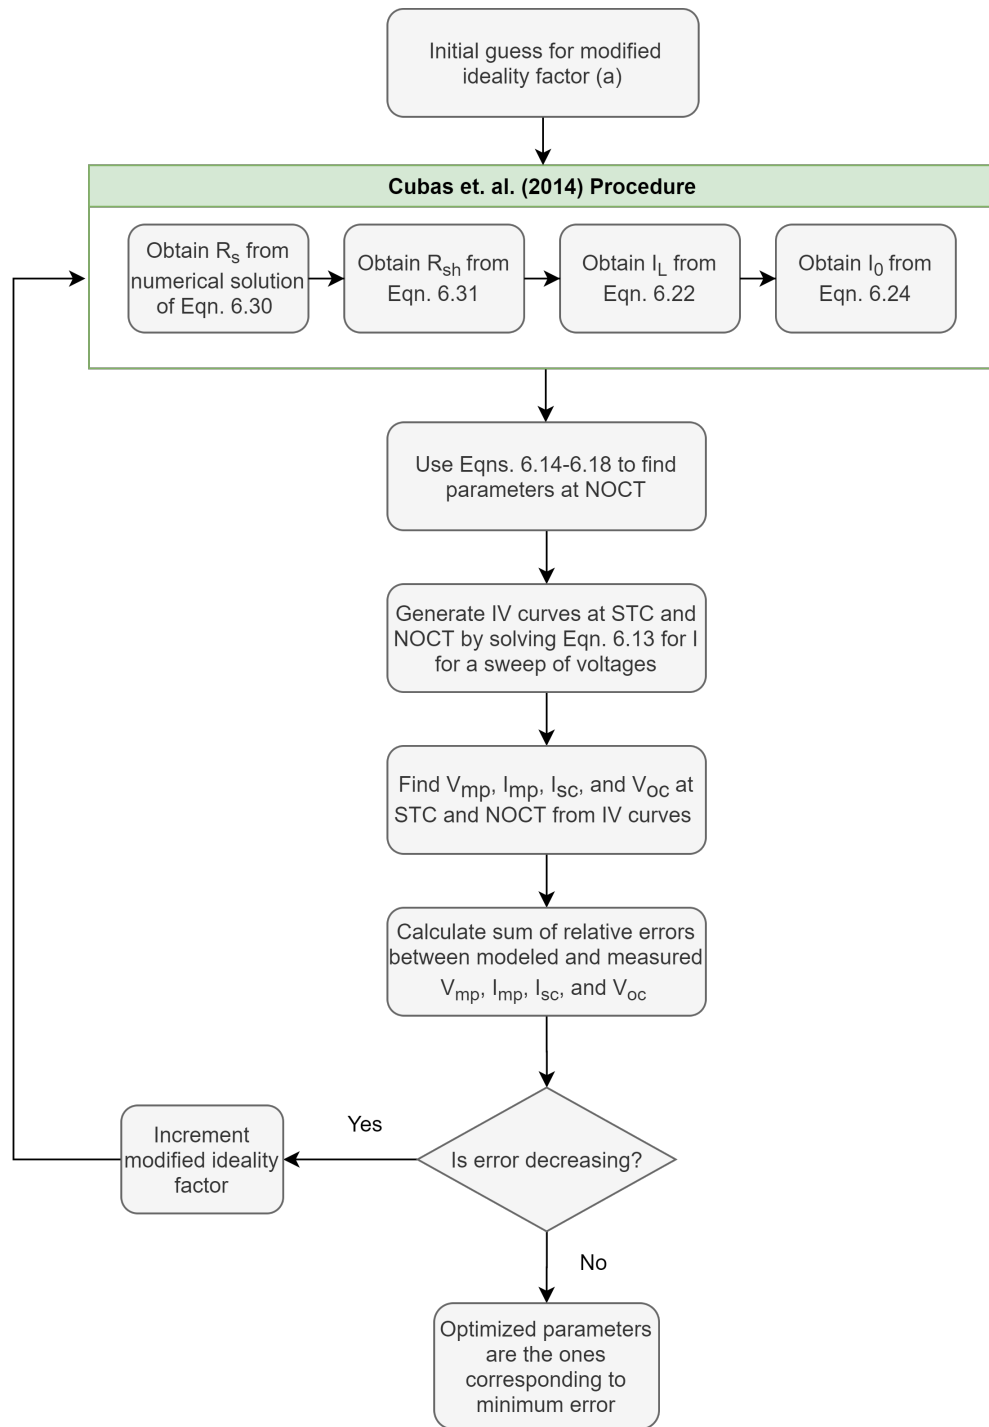 Initial guess for modified
ideality factor (a)
Cubas et. al. (2014) Procedure
Obtain Rs from
numerical solution
of Eqn. 6.30
Obtain Rsh from
Eqn. 6.31
Obtain IL from
Eqn. 6.22
Obtain I0 from
Eqn. 6.24
Use Eqns. 6.14-6.18 to find
parameters at NOCT
Generate IV curves at STC and
NOCT by solving Eqn. 6.13 for I
for a sweep of voltages
Find Vmp, Imp, Isc, and Voc at
STC and NOCT from IV curves
Calculate sum of relative errors
between modeled and measured
Vmp, Imp, Isc, and Voc
Is error decreasing?
Yes
Increment
modified ideality
factor
No
Optimized parameters
are the ones
corresponding to
minimum error